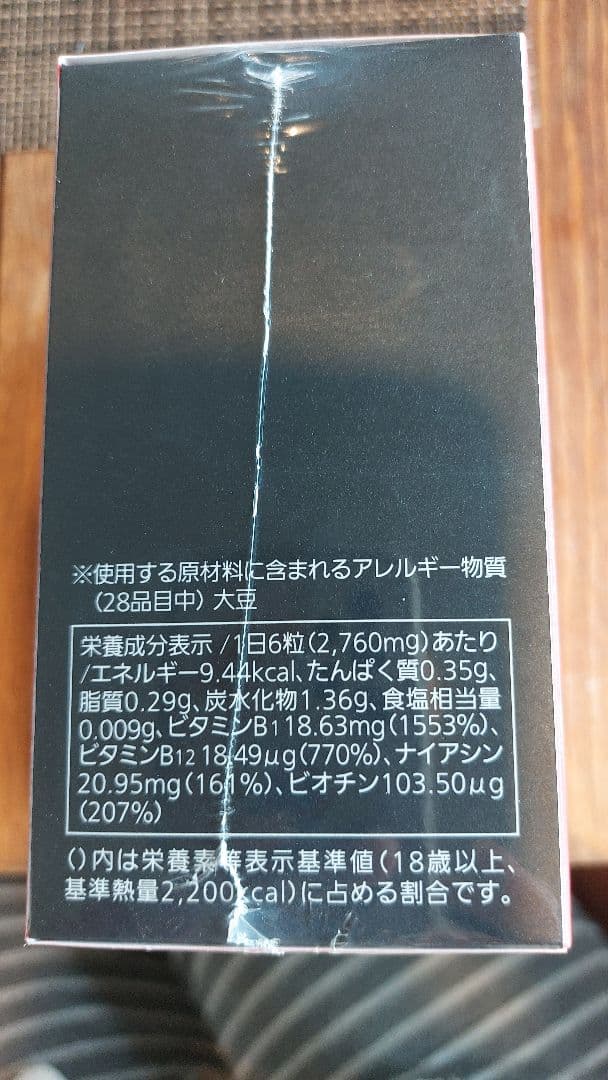 ※使用する原材料に含まれるアレルギー物質
（28品目中）大豆
栄養成分表示 /1日6粒(2,760mg)あたり
/エネルギー9.44kcal、たんぱく質0.35g、
脂質0.29g、炭水化物1.36g、食塩相当量
0.009g、ビタミンB1 18.63mg(1553%)、
ビタミンB12 18.49μg(770%)、ナイアシン
20.95mg(161%)、ビオチン103.50μg
(207%)
()内は栄養素等表示基準値(18歳以上、
基準熱量2,200kcal)に占める割合です。